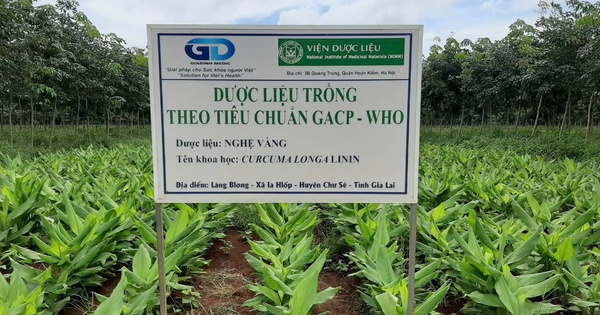 GD
GIADINH MEDIC
"Giải pháp cho Sức khỏe người Việt"
"Solution for Viet's Health"
VIỆN DƯỢC LIỆU
National Institute of Medicinal Materials (NIMM)
Địa chỉ: 3B Quang Trung, Quận Hoàn Kiếm, Hà Nội
DƯỢC LIỆU TRỒNG
THEO TIÊU CHUẨN GACP - WHO
Dược liệu: NGHỆ VÀNG
Tên khoa học: CURCUMA LONGA LININ
Địa điểm: Làng Blong - Xã Ia Hlốp - Huyện Chư Sê - Tỉnh Gia Lai